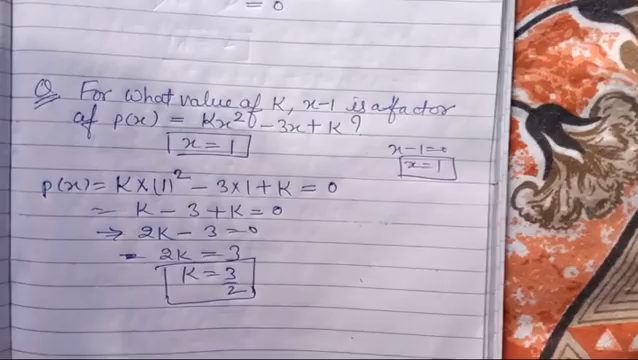 = 0
Q For what value of K, x-1 is a factor
of p(x) = Kx² - 3x + K?
x = 1
x-1=0
x=1
p(x) = K×(1)² - 3×1 + K = 0
= K - 3 + K = 0
→ 2K - 3 = 0
- 2K = 3
K = 3/2